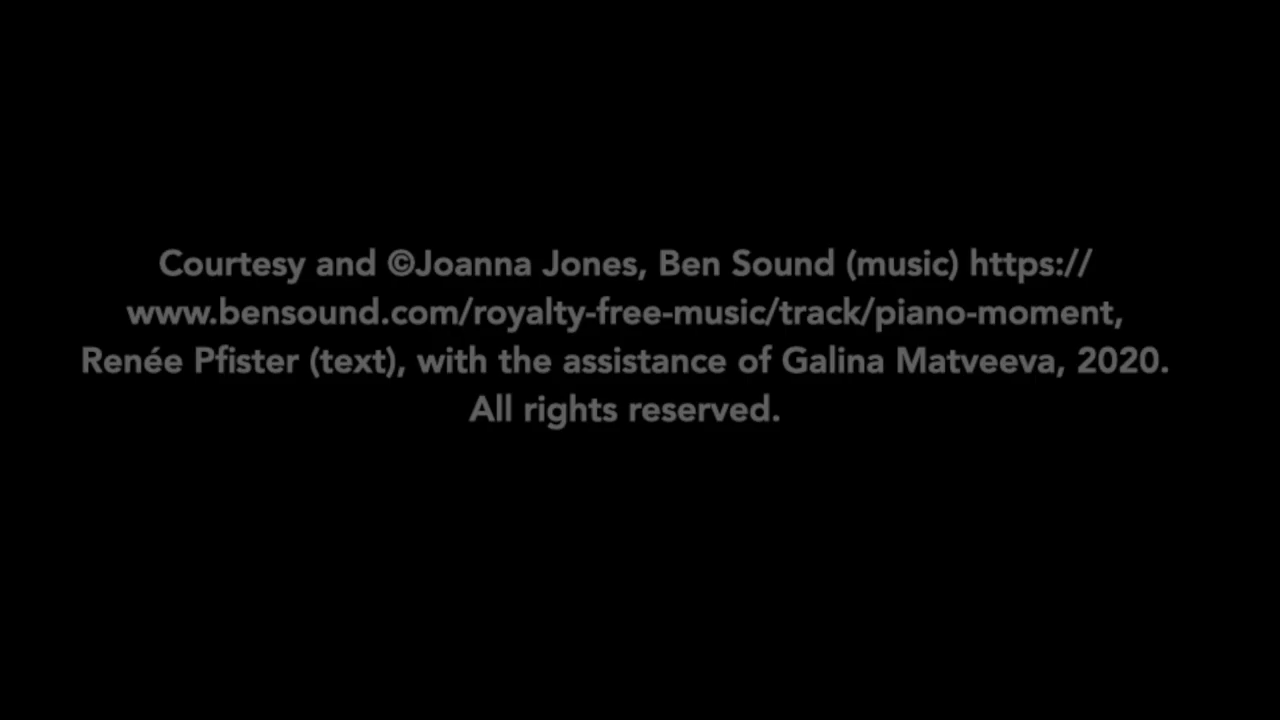 Courtesy and ©Joanna Jones, Ben Sound (music) https://
www.bensound.com/royalty-free-music/track/piano-moment,
Renée Pfister (text), with the assistance of Galina Matveeva, 2020.
All rights reserved.